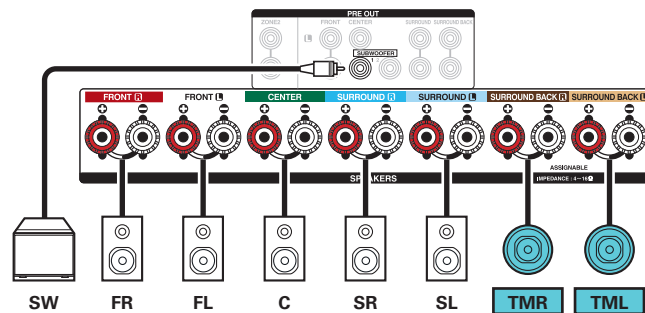 PRE OUT
ZONE2 FRONT CENTER SURROUND SURROUND BACK
L
SUBWOOFER
1 2
FRONT R FRONT L CENTER SURROUND R SURROUND L SURROUND BACK R SURROUND BACK L
ASSIGNABLE
SPEAKERS IMPEDANCE : 4–16Ω
SW FR FL C SR SL TMR TML